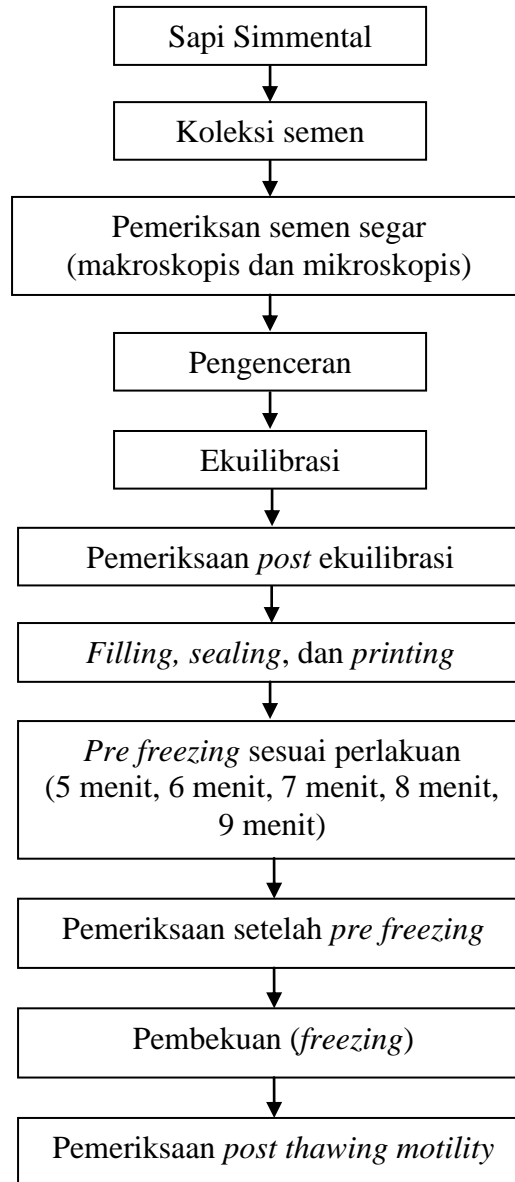 Sapi Simmental
Koleksi semen
Pemeriksan semen segar
(makroskopis dan mikroskopis)
Pengenceran
Ekuilibrasi
Pemeriksaan post ekuilibrasi
Filling, sealing, dan printing
Pre freezing sesuai perlakuan
(5 menit, 6 menit, 7 menit, 8 menit,
9 menit)
Pemeriksaan setelah pre freezing
Pembekuan (freezing)
Pemeriksaan post thawing motility